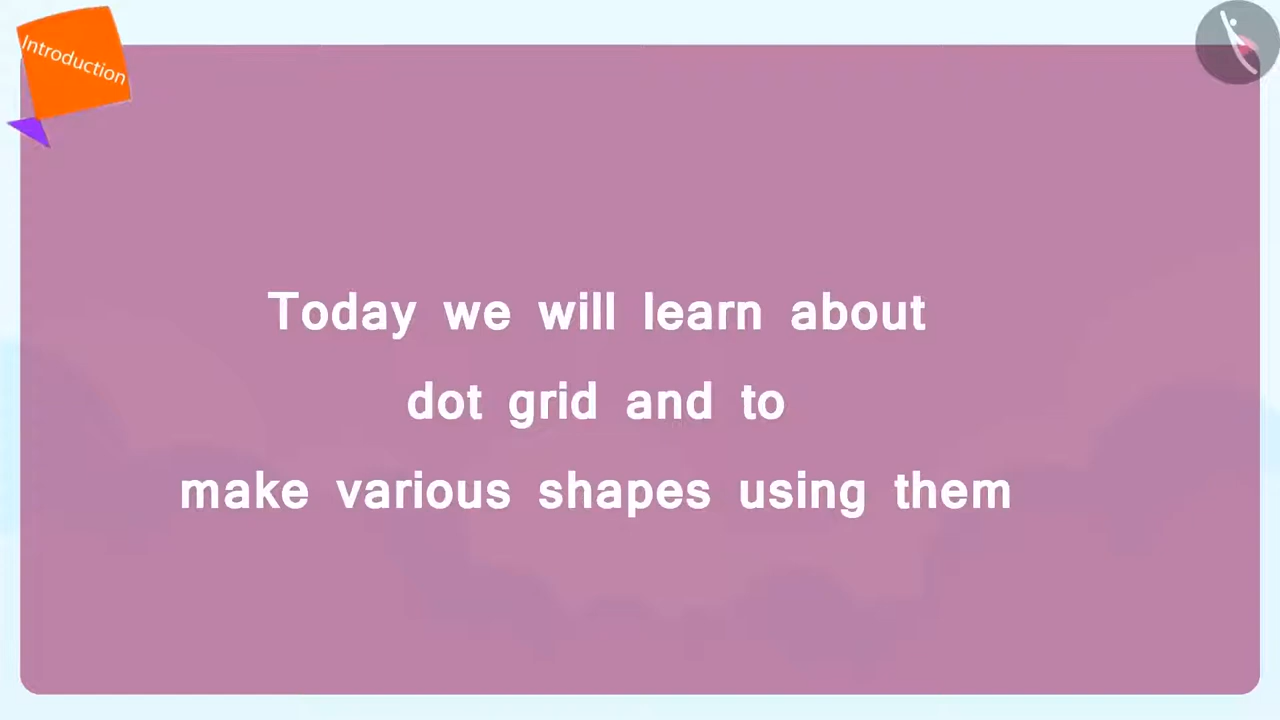 Introduction
Today we will learn about
dot grid and to
make various shapes using them